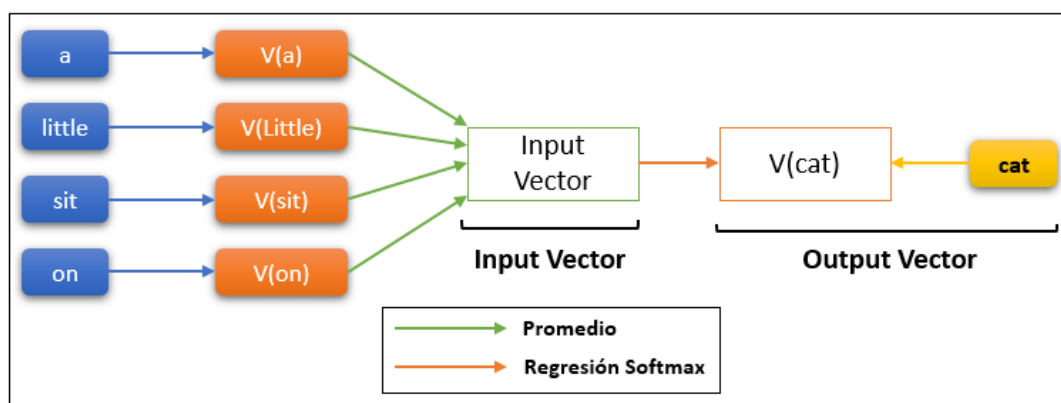 a
V(a)
little
V(Little)
sit
V(sit)
on
V(on)
Input
Vector
V(cat)
cat
Input Vector
Output Vector
Promedio
Regresión Softmax